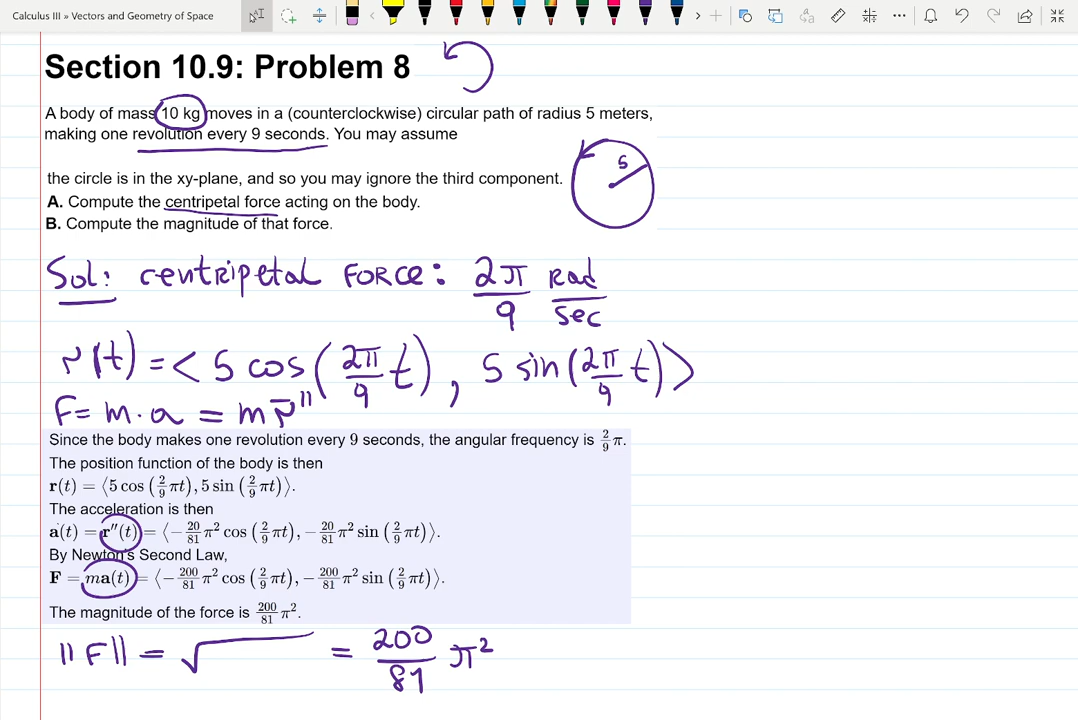 Calculus III » Vectors and Geometry of Space
Section 10.9: Problem 8
A body of mass 10 kg moves in a (counterclockwise) circular path of radius 5 meters,
making one revolution every 9 seconds. You may assume
the circle is in the xy-plane, and so you may ignore the third component.
5
A. Compute the centripetal force acting on the body.
B. Compute the magnitude of that force.
Sol: centripetal FORCE: 2π/9 Rad/sec
r(t) = < 5 cos(2π/9 t), 5 sin(2π/9 t)>
F = m·a = m r̄''
Since the body makes one revolution every 9 seconds, the angular frequency is 2/9 π.
The position function of the body is then
r(t) = ⟨5 cos (2/9 πt), 5 sin (2/9 πt)⟩.
The acceleration is then
a(t) = r″(t) = ⟨−20/81 π² cos (2/9 πt), −20/81 π² sin (2/9 πt)⟩.
By Newton's Second Law,
F = ma(t) = ⟨−200/81 π² cos (2/9 πt), −200/81 π² sin (2/9 πt)⟩.
The magnitude of the force is 200/81 π².
||F|| = √ = 200/81 π²